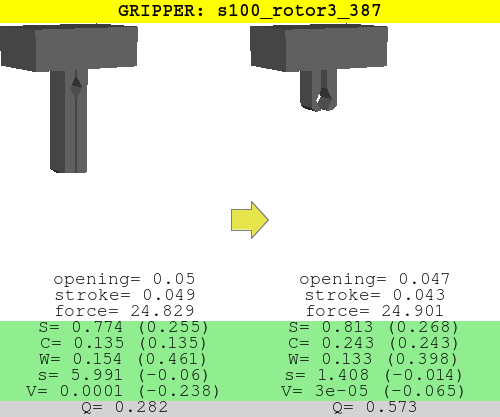 GRIPPER: s100_rotor3_387
opening= 0.05
stroke= 0.049
force= 24.829
S= 0.774 (0.255)
C= 0.135 (0.135)
W= 0.154 (0.461)
s= 5.991 (-0.06)
V= 0.0001 (-0.238)
Q= 0.282
opening= 0.047
stroke= 0.043
force= 24.901
S= 0.813 (0.268)
C= 0.243 (0.243)
W= 0.133 (0.398)
s= 1.408 (-0.014)
V= 3e-05 (-0.065)
Q= 0.573